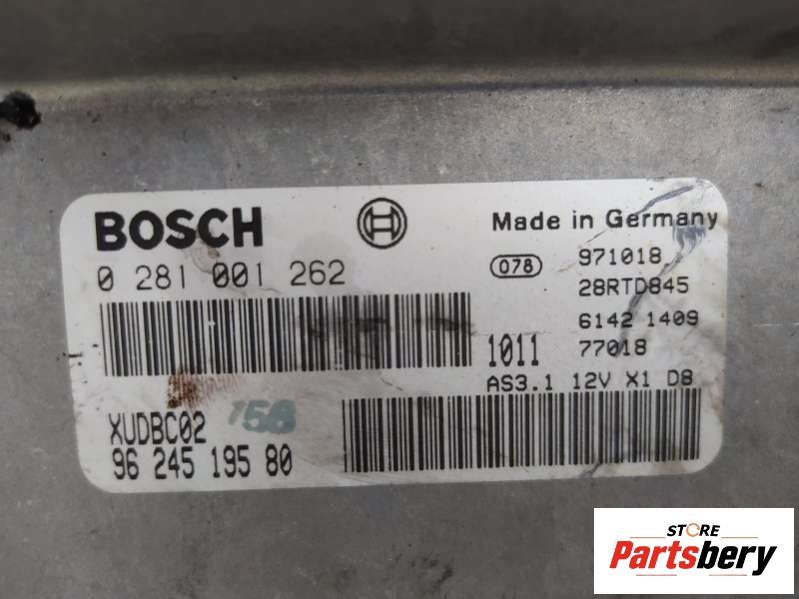 BOSCH
Made in Germany
0 281 001 262
078 971018
28RTD845
6142 1409
1011 77018
AS3.1 12V X1 D8
XUDBC02 758
96 245 195 80
STORE
Partsbery